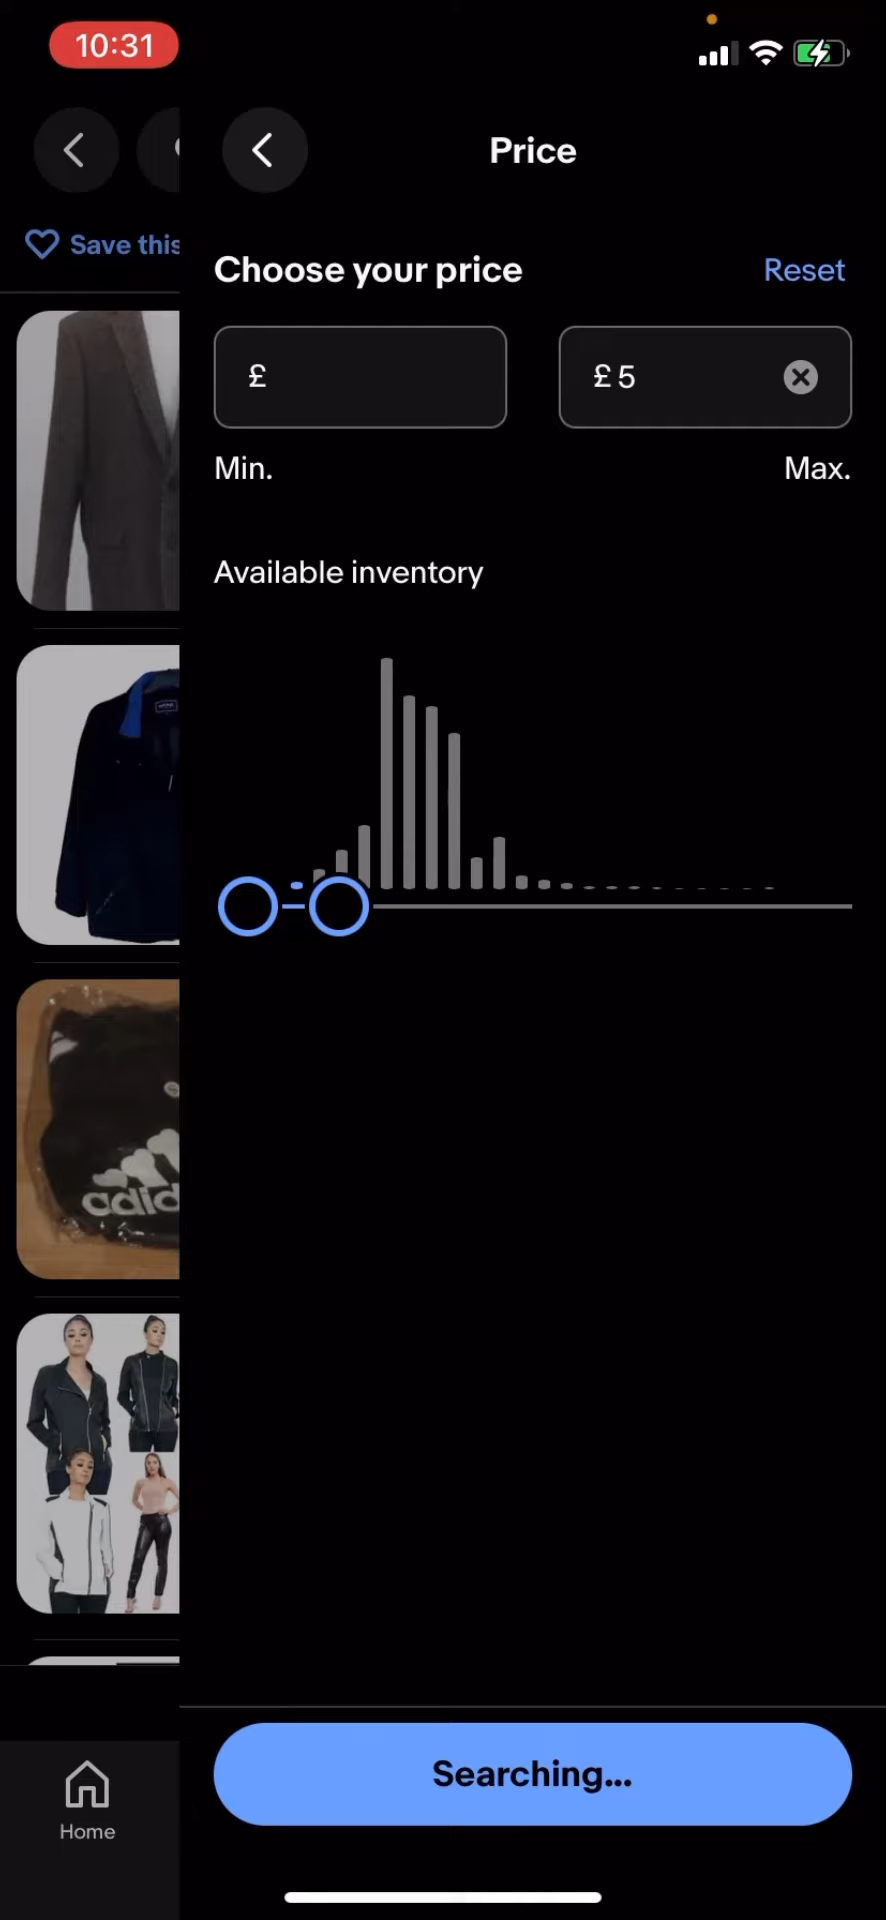 10:31
Price
Save this
Choose your price
Reset
£
£ 5
Min.
Max.
Available inventory
Searching...
Home